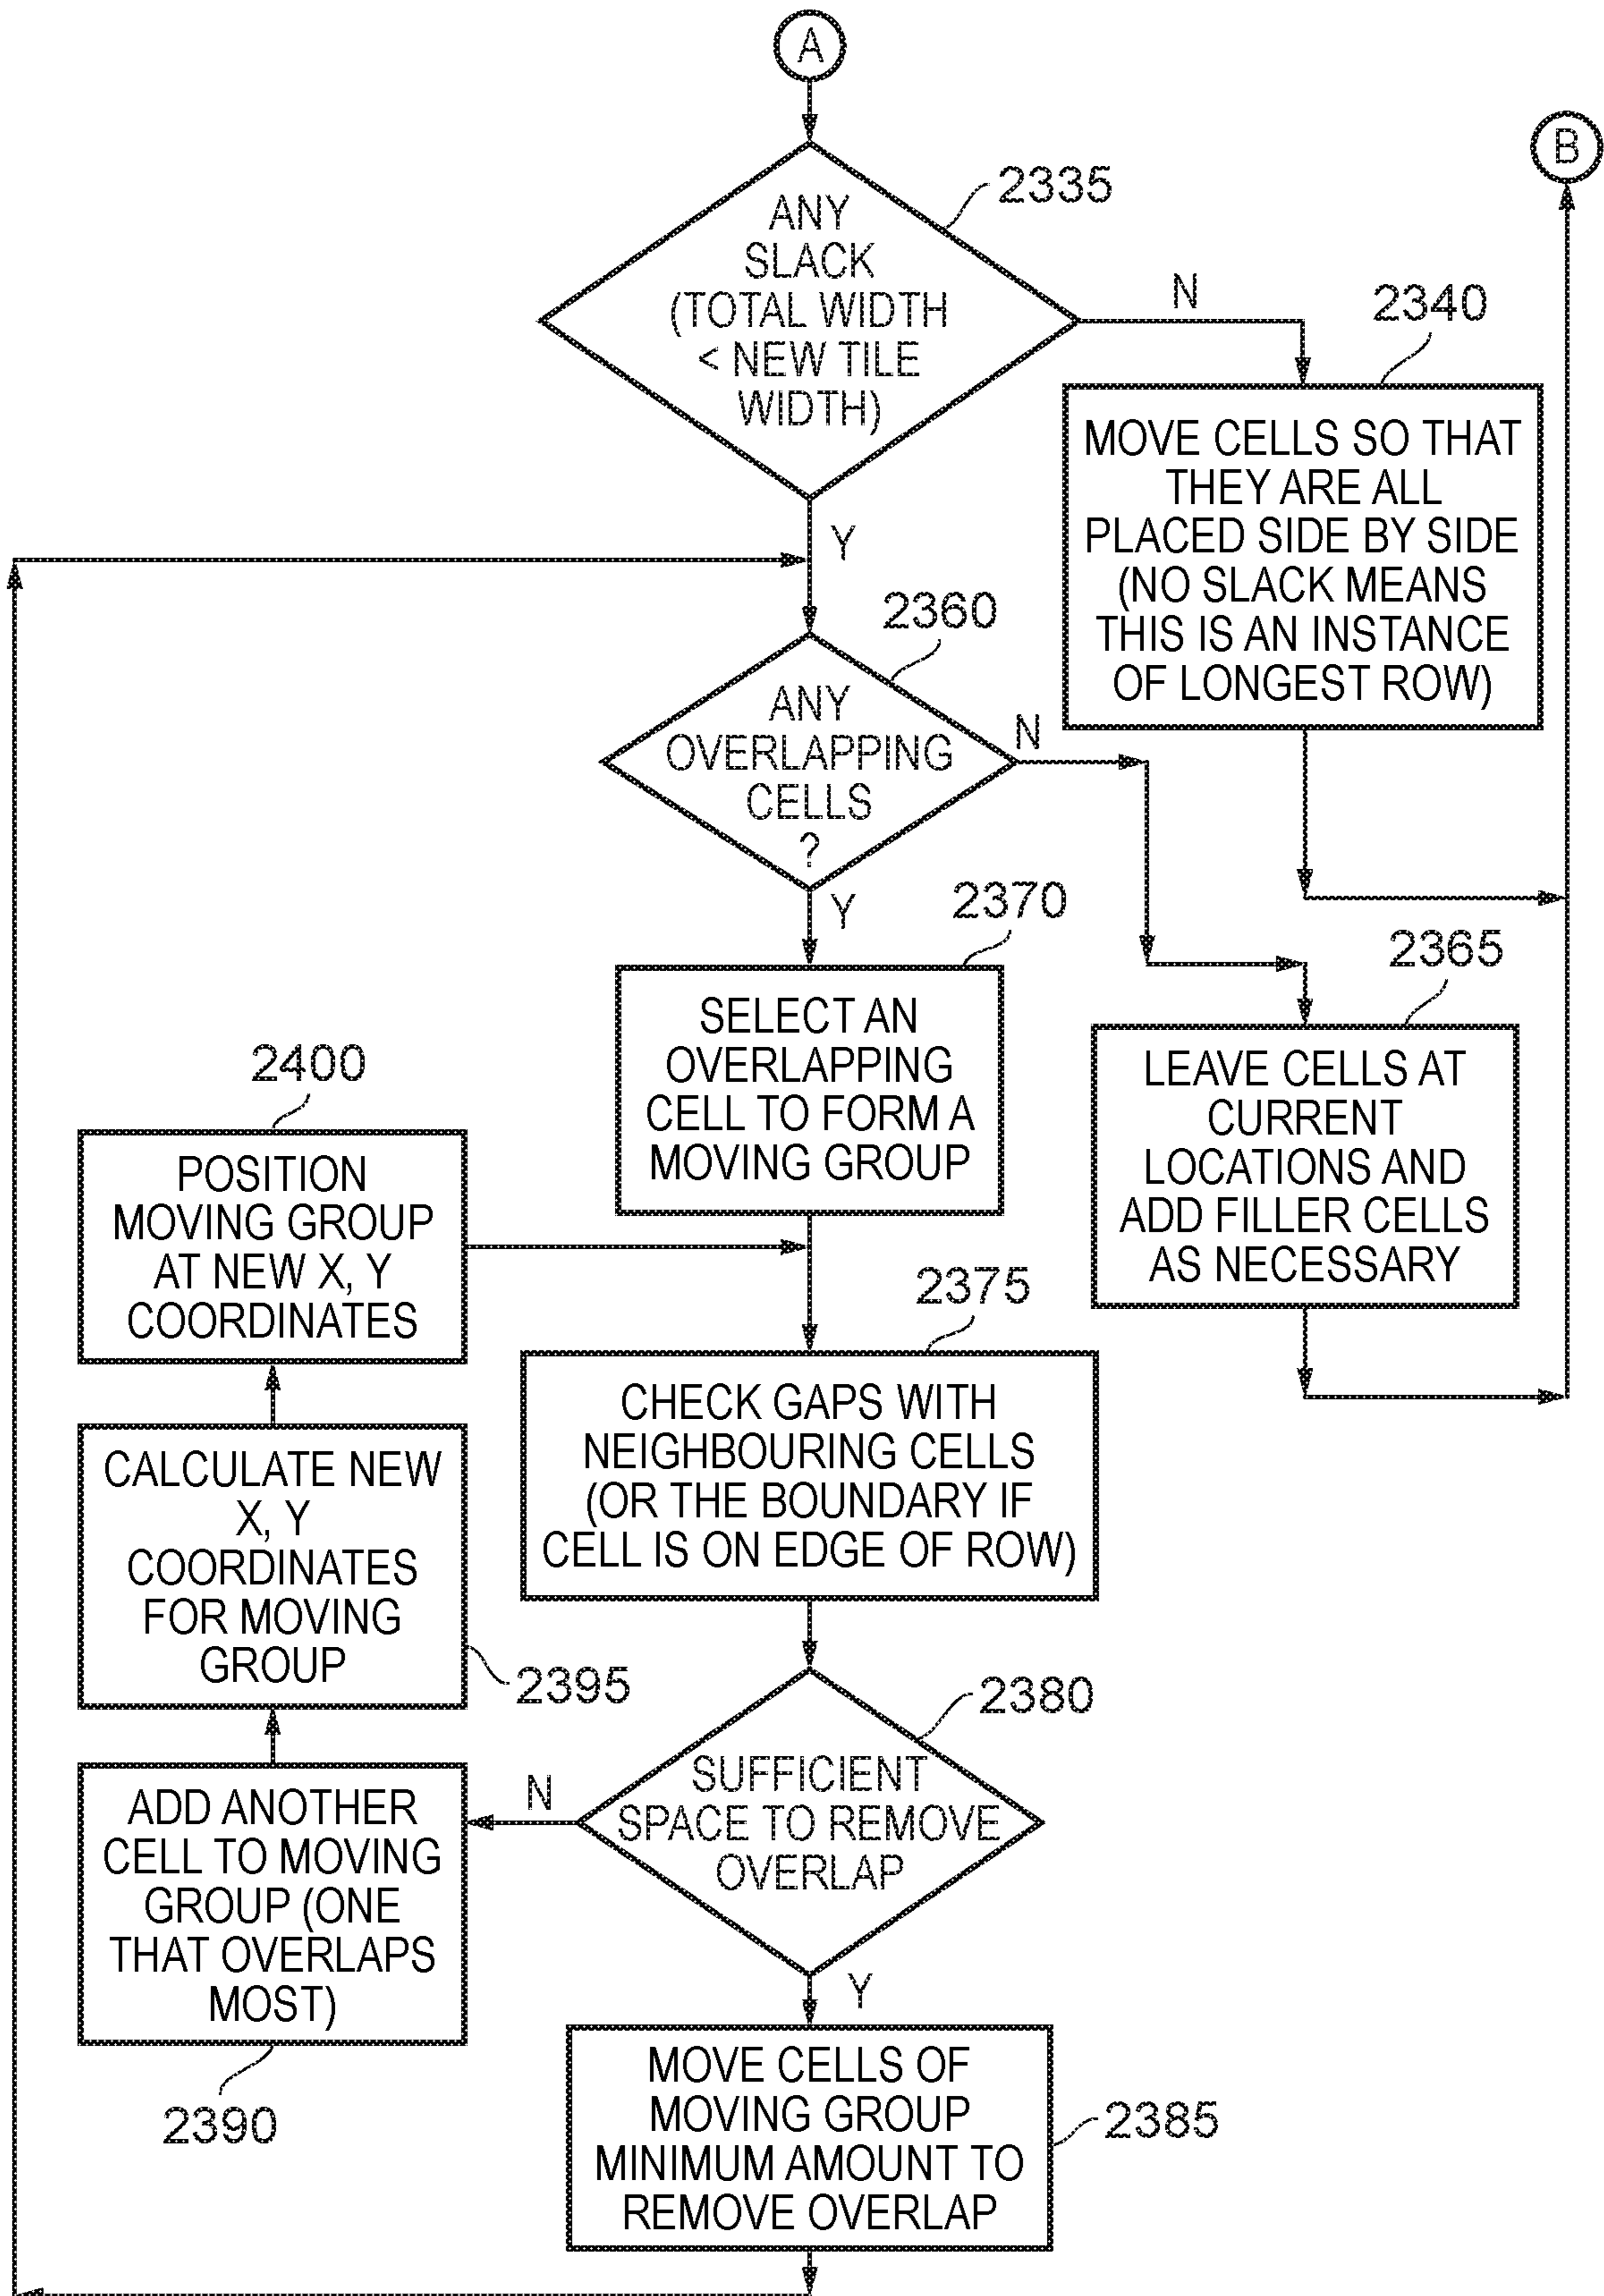 A
B
2335
ANY
SLACK
(TOTAL WIDTH
< NEW TILE
WIDTH)
N
Y
2340
MOVE CELLS SO THAT
THEY ARE ALL
PLACED SIDE BY SIDE
(NO SLACK MEANS
THIS IS AN INSTANCE
OF LONGEST ROW)
2360
ANY
OVERLAPPING
CELLS
?
N
Y
2370
SELECT AN
OVERLAPPING
CELL TO FORM A
MOVING GROUP
2365
LEAVE CELLS AT
CURRENT
LOCATIONS AND
ADD FILLER CELLS
AS NECESSARY
2400
POSITION
MOVING GROUP
AT NEW X, Y
COORDINATES
2375
CHECK GAPS WITH
NEIGHBOURING CELLS
(OR THE BOUNDARY IF
CELL IS ON EDGE OF ROW)
CALCULATE NEW
X, Y
COORDINATES
FOR MOVING
GROUP
2395
2380
SUFFICIENT
SPACE TO REMOVE
OVERLAP
N
Y
ADD ANOTHER
CELL TO MOVING
GROUP (ONE
THAT OVERLAPS
MOST)
2390
MOVE CELLS OF
MOVING GROUP
MINIMUM AMOUNT TO
REMOVE OVERLAP
2385